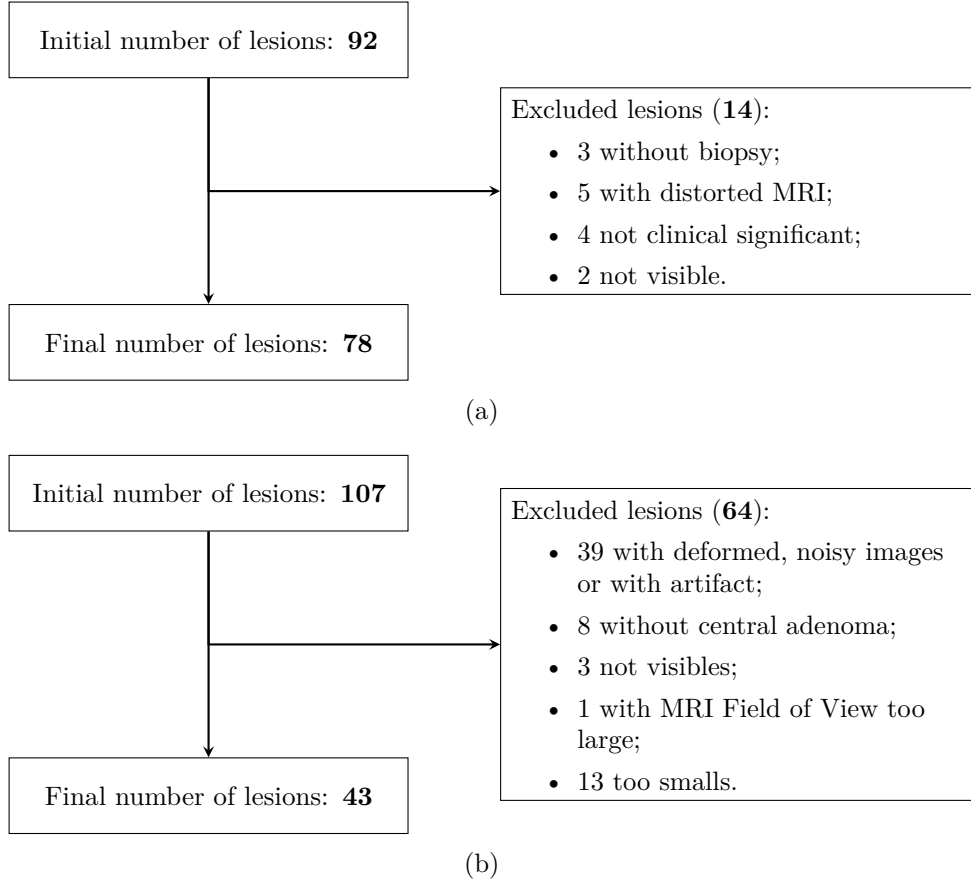 Initial number of lesions: 92
Excluded lesions (14):
• 3 without biopsy;
• 5 with distorted MRI;
• 4 not clinical significant;
• 2 not visible.
Final number of lesions: 78
(a)
Initial number of lesions: 107
Excluded lesions (64):
• 39 with deformed, noisy images
or with artifact;
• 8 without central adenoma;
• 3 not visibles;
• 1 with MRI Field of View too
large;
• 13 too smalls.
Final number of lesions: 43
(b)